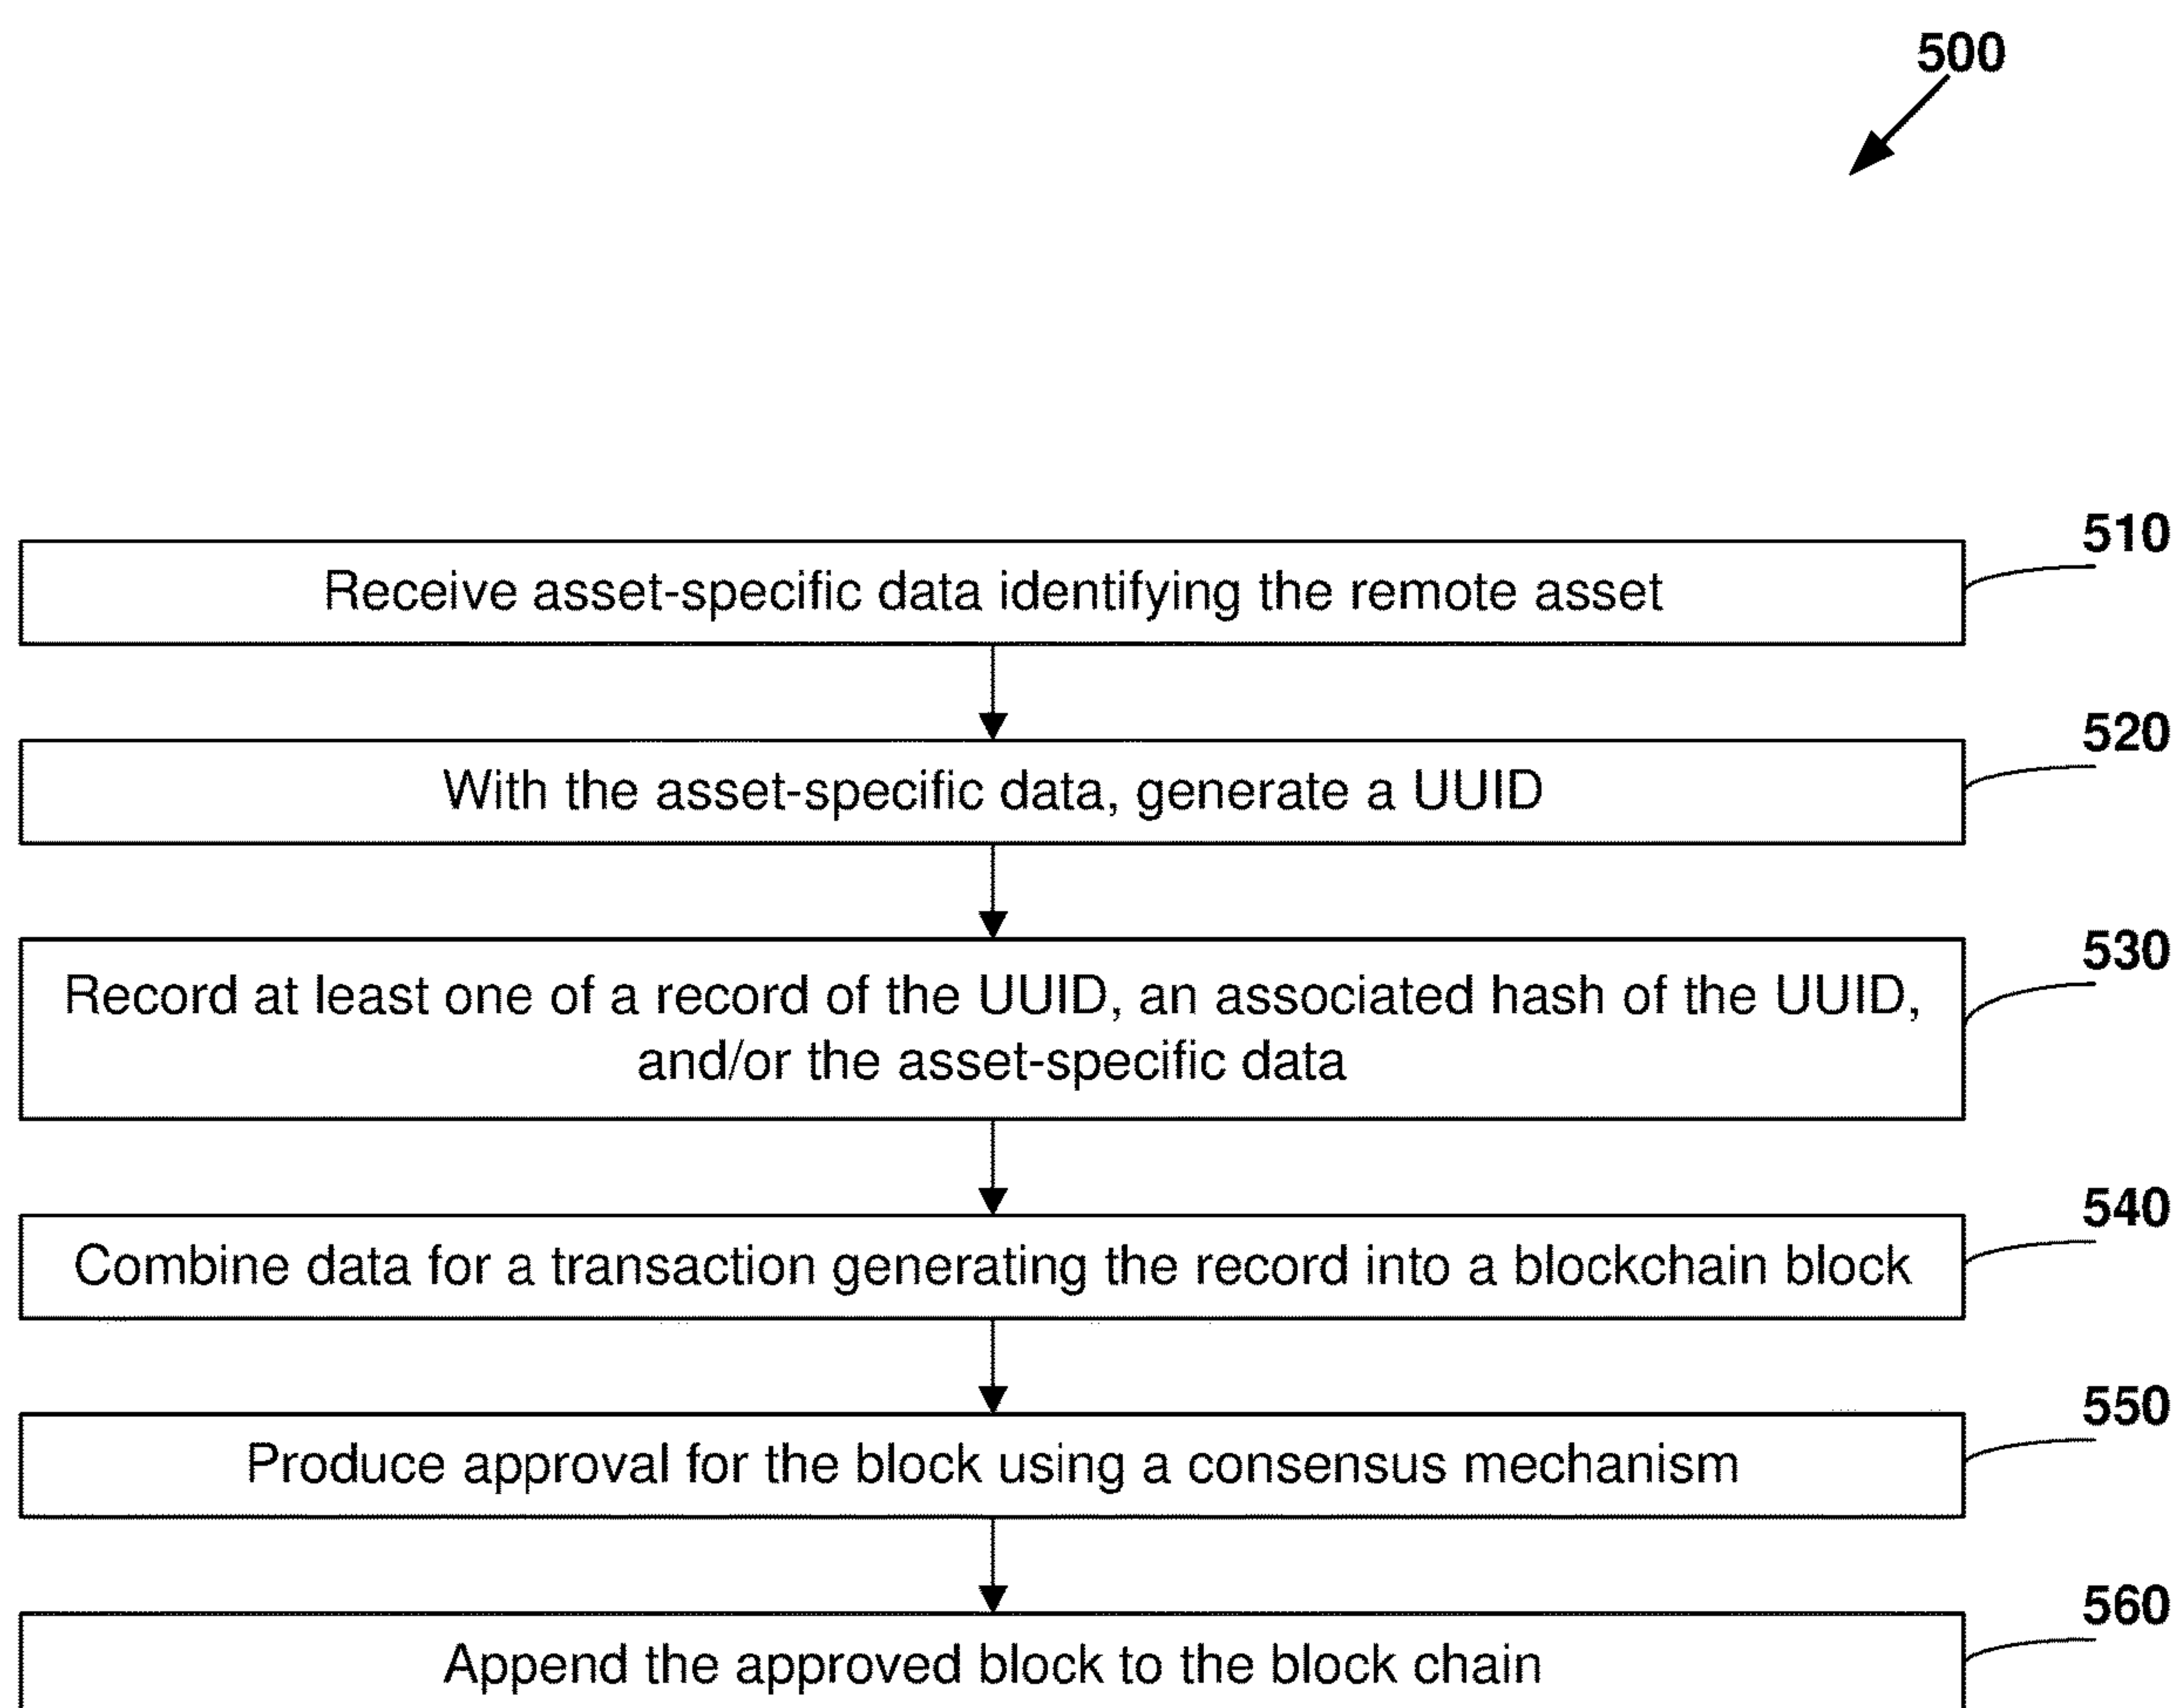 500
510
Receive asset-specific data identifying the remote asset
520
With the asset-specific data, generate a UUID
530
Record at least one of a record of the UUID, an associated hash of the UUID,
and/or the asset-specific data
540
Combine data for a transaction generating the record into a blockchain block
550
Produce approval for the block using a consensus mechanism
560
Append the approved block to the block chain